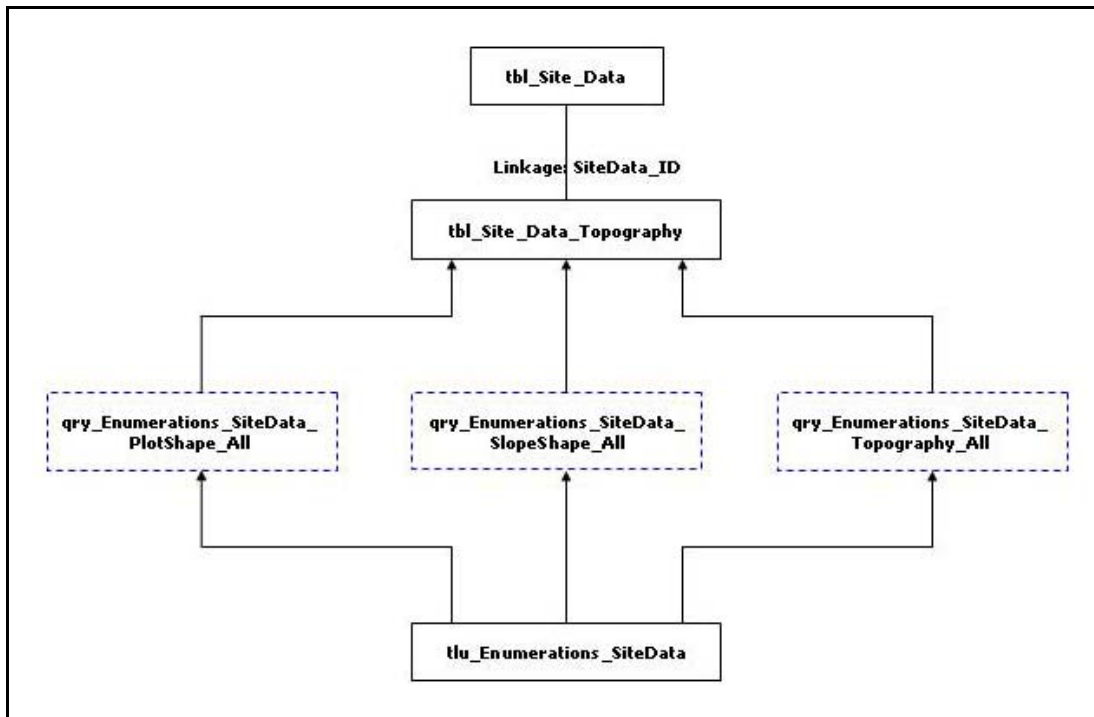 tbl_Site_Data
Linkage: SiteData_ID
tbl_Site_Data_Topography
qry_Enumerations_SiteData_
PlotShape_All
qry_Enumerations_SiteData_
SlopeShape_All
qry_Enumerations_SiteData_
Topography_All
tlu_Enumerations_SiteData